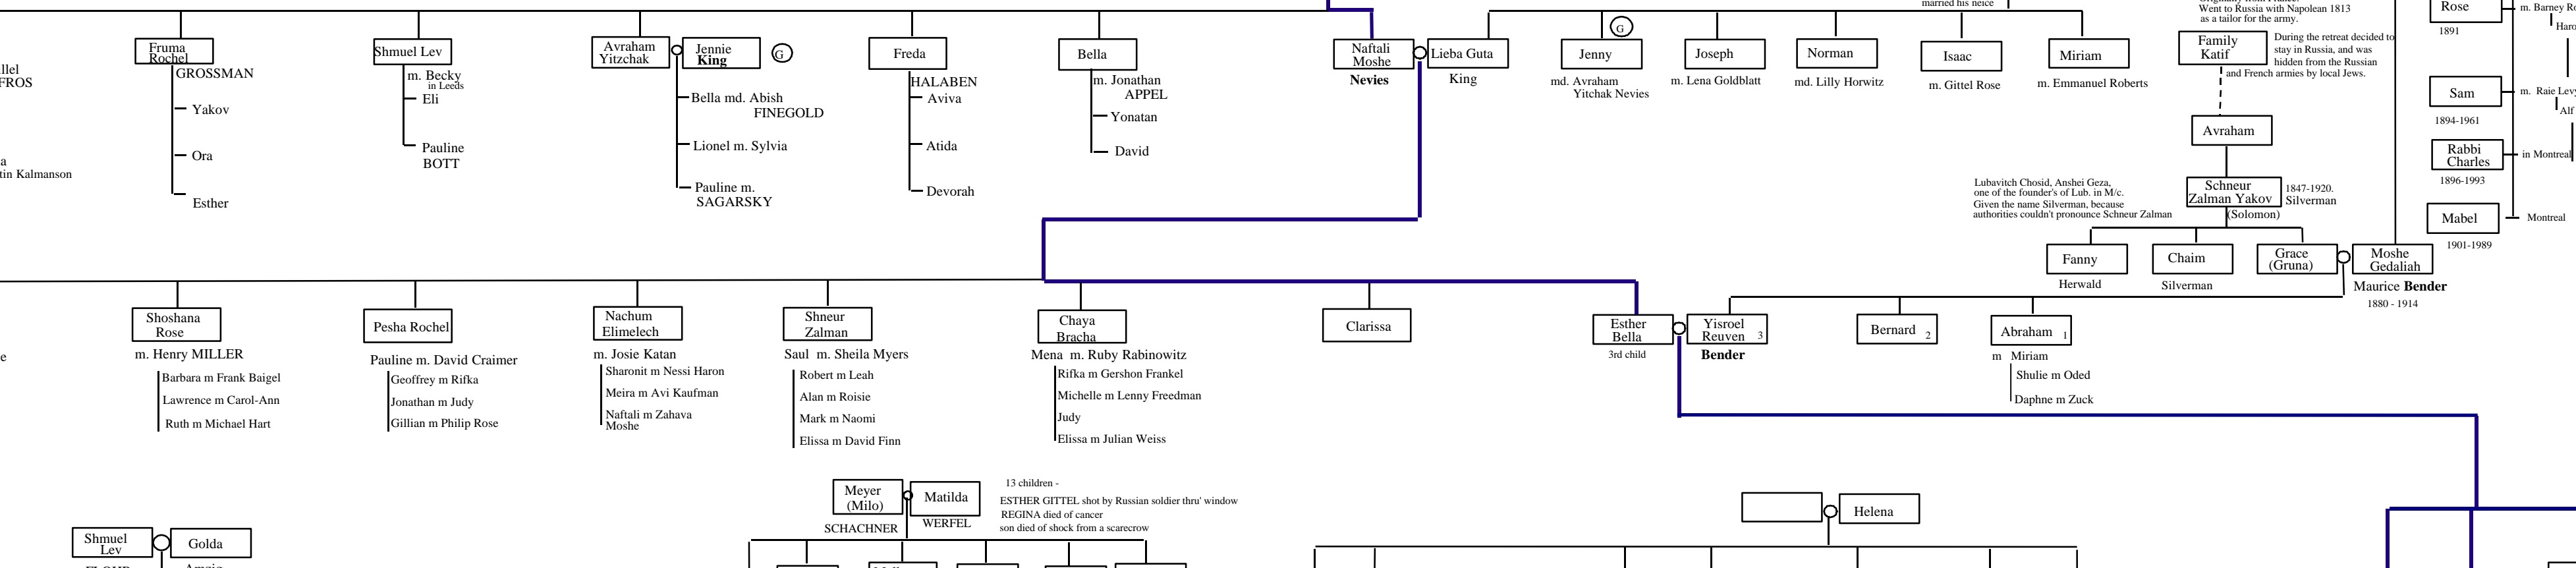 married his neice
Originally from France.
Went to Russia with Napolean 1813
as a tailor for the army.
Rose
1891
m. Barney
Fruma
Rochel
GROSSMAN
Yakov
Ora
Esther
Shmuel Lev
m. Becky
in Leeds
Eli
Pauline
BOTT
Avraham
Yitzchak
Jennie
King
G
Bella md. Abish
FINEGOLD
Lionel m. Sylvia
Pauline m.
SAGARSKY
Freda
HALABEN
Aviva
Atida
Devorah
Bella
m. Jonathan
APPEL
Yonatan
David
Naftali
Moshe
Nevies
Lieba Guta
King
G
Jenny
md. Avraham
Yitchak Nevies
Joseph
m. Lena Goldblatt
Norman
md. Lilly Horwitz
Isaac
m. Gittel Rose
Miriam
m. Emmanuel Roberts
Family
Katif
During the retreat decided to
stay in Russia, and was
hidden from the Russian
and French armies by local Jews.
Avraham
Sam
m. Raie Levy
Alf
1894-1961
Rabbi
Charles
in Montreal
1896-1993
Mabel
Montreal
1901-1989
FROS
tin Kalmanson
Lubavitch Chosid, Anshei Geza,
one of the founder's of Lub. in M/c.
Given the name Silverman, because
authorities couldn't pronounce Schneur Zalman
Schneur
Zalman Yakov
(Solomon)
1847-1920.
Silverman
Fanny
Herwald
Chaim
Silverman
Grace
(Gruna)
Moshe
Gedaliah
Maurice Bender
1880 - 1914
Shoshana
Rose
m. Henry MILLER
Barbara m Frank Baigel
Lawrence m Carol-Ann
Ruth m Michael Hart
Pesha Rochel
Pauline m. David Craimer
Geoffrey m Rifka
Jonathan m Judy
Gillian m Philip Rose
Nachum
Elimelech
m. Josie Katan
Sharonit m Nessi Haron
Meira m Avi Kaufman
Naftali m Zahava
Moshe
Shneur
Zalman
Saul m. Sheila Myers
Robert m Leah
Alan m Roisie
Mark m Naomi
Elissa m David Finn
Chaya
Bracha
Mena m. Ruby Rabinowitz
Rifka m Gershon Frankel
Michelle m Lenny Freedman
Judy
Elissa m Julian Weiss
Clarissa
Esther
Bella
3rd child
Yisroel
Reuven 3
Bender
Bernard 2
Abraham 1
m Miriam
Shulie m Oded
Daphne m Zuck
Meyer
(Milo)
SCHACHNER
Matilda
WERFEL
13 children -
ESTHER GITTEL shot by Russian soldier thru' window
REGINA died of cancer
son died of shock from a scarecrow
Helena
Shmuel
Lev
Golda